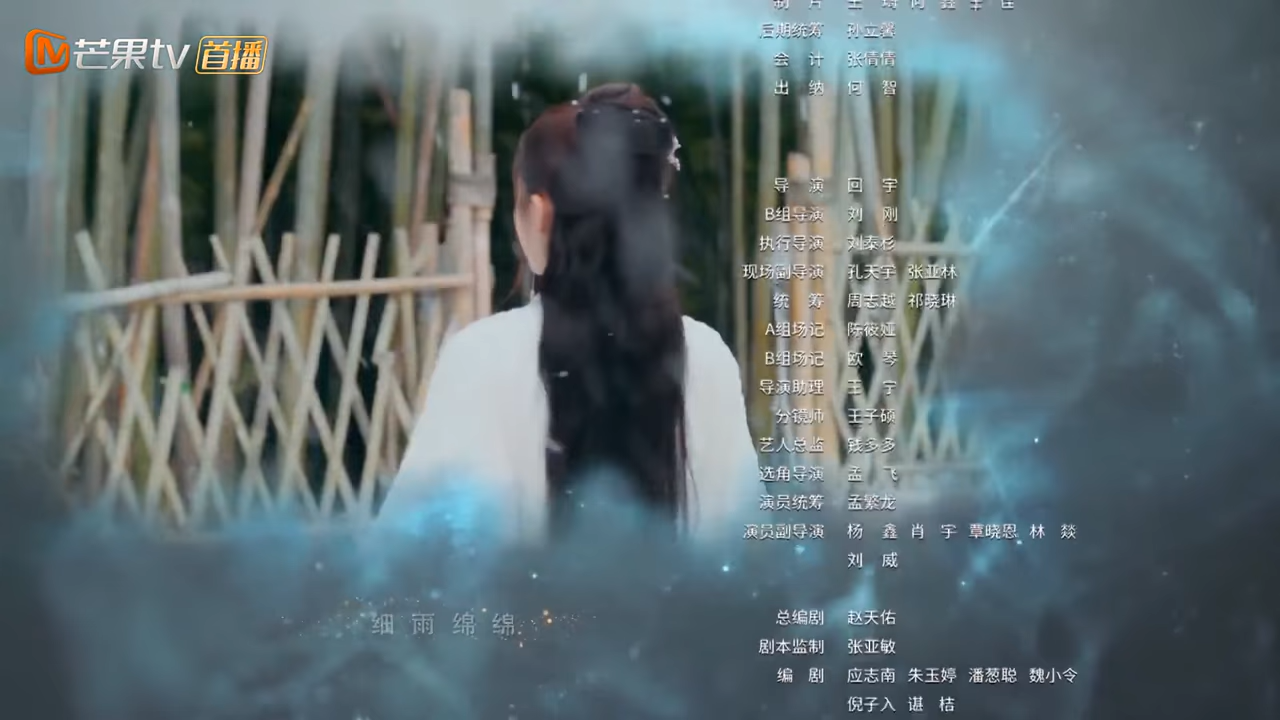 芒果tv 首播
后期统筹 孙立馨
会 计 张倩倩
出 纳 何 智
导 演 回 宇
B组导演 刘 刚
执行导演 刘泰杉
现场副导演 孔天宇 张亚林
统 筹 周志越 祁晓琳
A组场记 陈筱娅
B组场记 欧 琴
导演助理 王 宁
分镜师 王子硕
艺人总监 钱多多
选角导演 孟 飞
演员统筹 孟繁龙
演员副导演 杨 鑫 肖 宇 覃晓恩 林 燚
刘 威
细雨绵绵
总编剧 赵天佑
剧本监制 张亚敏
编 剧 应志南 朱玉婷 潘葱聪 魏小令
倪子入 谌 桔